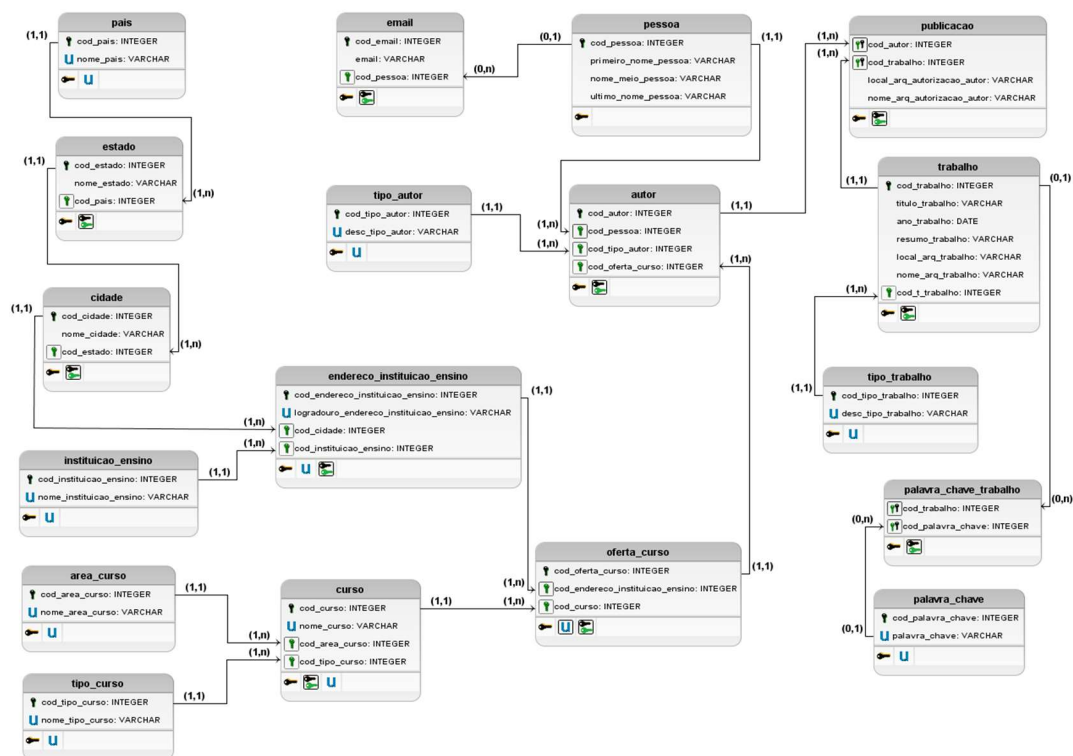 pais
cod_pais: INTEGER
U nome_pais: VARCHAR
U
(1,1)
(1,n)
estado
cod_estado: INTEGER
nome_estado: VARCHAR
cod_pais: INTEGER
(1,1)
(1,n)
cidade
cod_cidade: INTEGER
nome_cidade: VARCHAR
cod_estado: INTEGER
(1,1)
(1,n)
email
cod_email: INTEGER
email: VARCHAR
cod_pessoa: INTEGER
(0,n)
(0,1)
pessoa
cod_pessoa: INTEGER
primeiro_nome_pessoa: VARCHAR
nome_meio_pessoa: VARCHAR
ultimo_nome_pessoa: VARCHAR
(1,1)
(1,n)
publicacao
cod_autor: INTEGER
cod_trabalho: INTEGER
local_arq_autorizacao_autor: VARCHAR
nome_arq_autorizacao_autor: VARCHAR
(1,n)
(1,n)
tipo_autor
cod_tipo_autor: INTEGER
U desc_tipo_autor: VARCHAR
U
(1,1)
(1,n)
autor
cod_autor: INTEGER
cod_pessoa: INTEGER
cod_tipo_autor: INTEGER
cod_oferta_curso: INTEGER
(1,1)
(1,n)
trabalho
cod_trabalho: INTEGER
titulo_trabalho: VARCHAR
ano_trabalho: DATE
resumo_trabalho: VARCHAR
local_arq_trabalho: VARCHAR
nome_arq_trabalho: VARCHAR
cod_t_trabalho: INTEGER
(1,1)
(0,1)
(1,n)
tipo_trabalho
cod_tipo_trabalho: INTEGER
U desc_tipo_trabalho: VARCHAR
U
(1,1)
endereco_instituicao_ensino
cod_endereco_instituicao_ensino: INTEGER
U logradouro_endereco_instituicao_ensino: VARCHAR
cod_cidade: INTEGER
cod_instituicao_ensino: INTEGER
U
(1,1)
(1,n)
(1,n)
instituicao_ensino
cod_instituicao_ensino: INTEGER
U nome_instituicao_ensino: VARCHAR
U
(1,1)
palavra_chave_trabalho
cod_trabalho: INTEGER
cod_palavra_chave: INTEGER
(0,n)
(0,n)
oferta_curso
cod_oferta_curso: INTEGER
cod_endereco_instituicao_ensino: INTEGER
cod_curso: INTEGER
U
(1,1)
(1,n)
(1,n)
area_curso
cod_area_curso: INTEGER
U nome_area_curso: VARCHAR
U
(1,1)
curso
cod_curso: INTEGER
U nome_curso: VARCHAR
cod_area_curso: INTEGER
cod_tipo_curso: INTEGER
U
(1,1)
(1,n)
(1,n)
palavra_chave
cod_palavra_chave: INTEGER
U palavra_chave: VARCHAR
U
(0,1)
tipo_curso
cod_tipo_curso: INTEGER
U nome_tipo_curso: VARCHAR
U
(1,1)